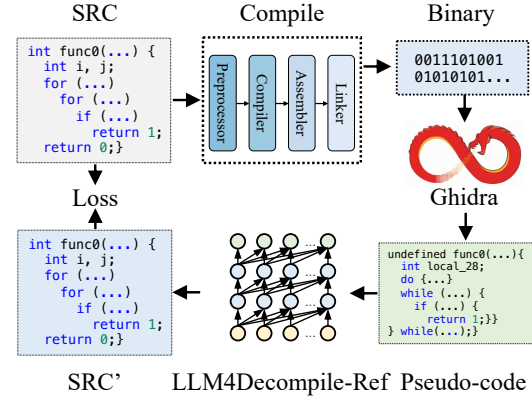 SRC
int func0(...) {
int i, j;
for (...)
for (...)
if (...)
return 1;
return 0;}
Compile
Preprocessor
Compiler
Assembler
Linker
Binary
0011101001
01010101...
Ghidra
Loss
int func0(...) {
int i, j;
for (...)
for (...)
if (...)
return 1;
return 0;}
SRC’
...
...
...
...
LLM4Decompile-Ref
undefined func0(...){
int local_28;
do {...}
while (...) {
if (...) {
return 1;}}
} while(...);}
Pseudo-code